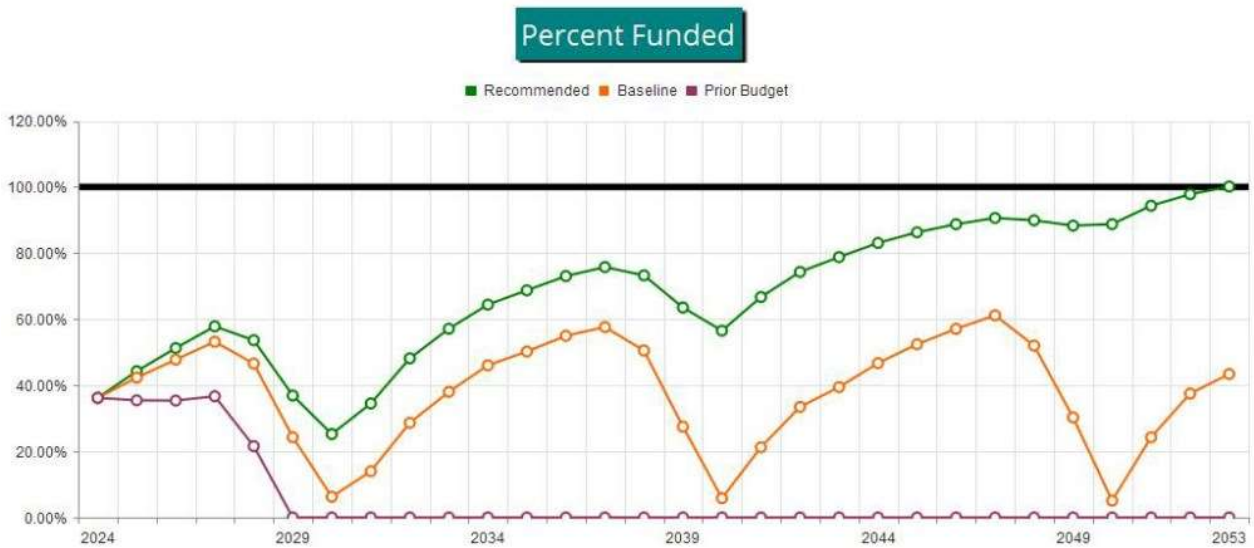 Percent Funded
Recommended Baseline Prior Budget
120.00%
100.00%
80.00%
60.00%
40.00%
20.00%
0.00%
2024 2029 2034 2039 2044 2049 2053